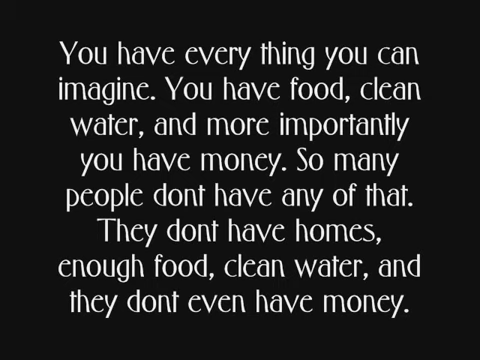 You have every thing you can
imagine. You have food, clean
water, and more importantly
you have money. So many
people dont have any of that.
They dont have homes,
enough food, clean water, and
they dont even have money.